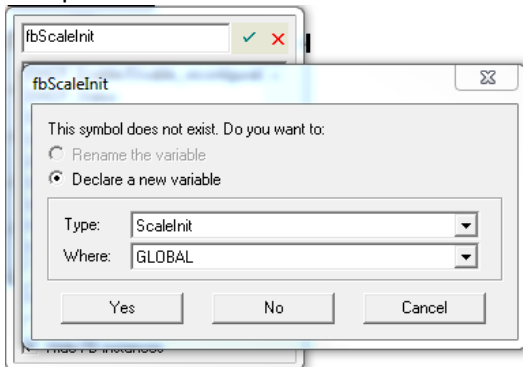 fbScaleInit
fbScaleInit
This symbol does not exist. Do you want to:
Rename the variable
Declare a new variable
Type: ScaleInit
Where: GLOBAL
Yes No Cancel